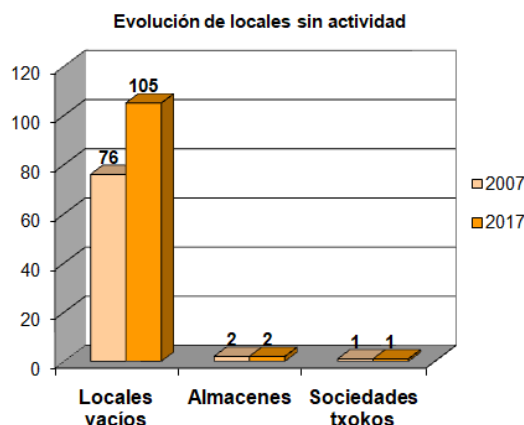 Evolución de locales sin actividad
120
100
80
60
40
20
0
76
105
2
2
1
1
Locales
vacíos
Almacenes
Sociedades
txokos
2007
2017